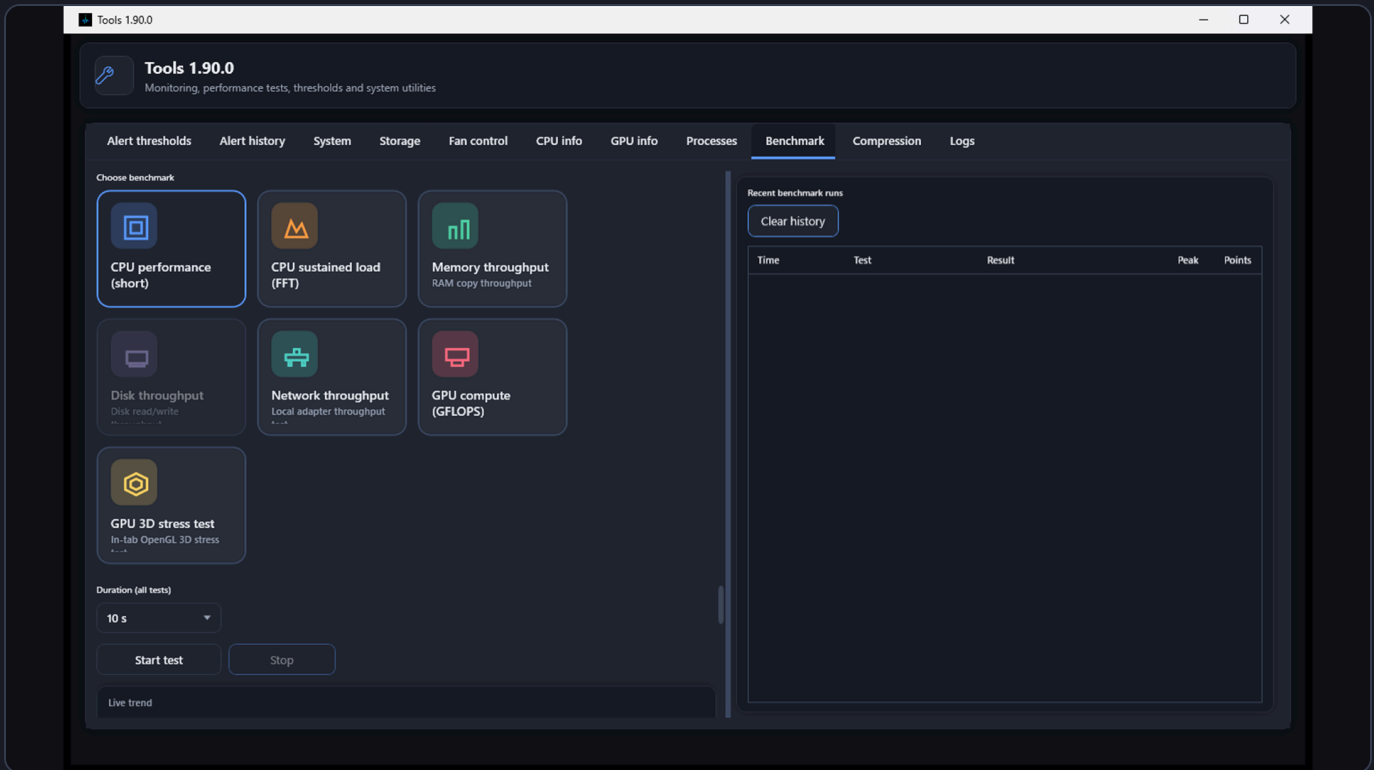 Tools 1.90.0
Tools 1.90.0
Monitoring, performance tests, thresholds and system utilities
Alert thresholds Alert history System Storage Fan control CPU info GPU info Processes Benchmark Compression Logs
Choose benchmark
CPU performance
(short)
CPU sustained load
(FFT)
Memory throughput
RAM copy throughput
Disk throughput
Disk read/write
Network throughput
Local adapter throughput
GPU compute
(GFLOPS)
GPU 3D stress test
In-tab OpenGL 3D stress
Duration (all tests)
10 s
Start test Stop
Live trend
Recent benchmark runs
Clear history
Time Test Result Peak Points